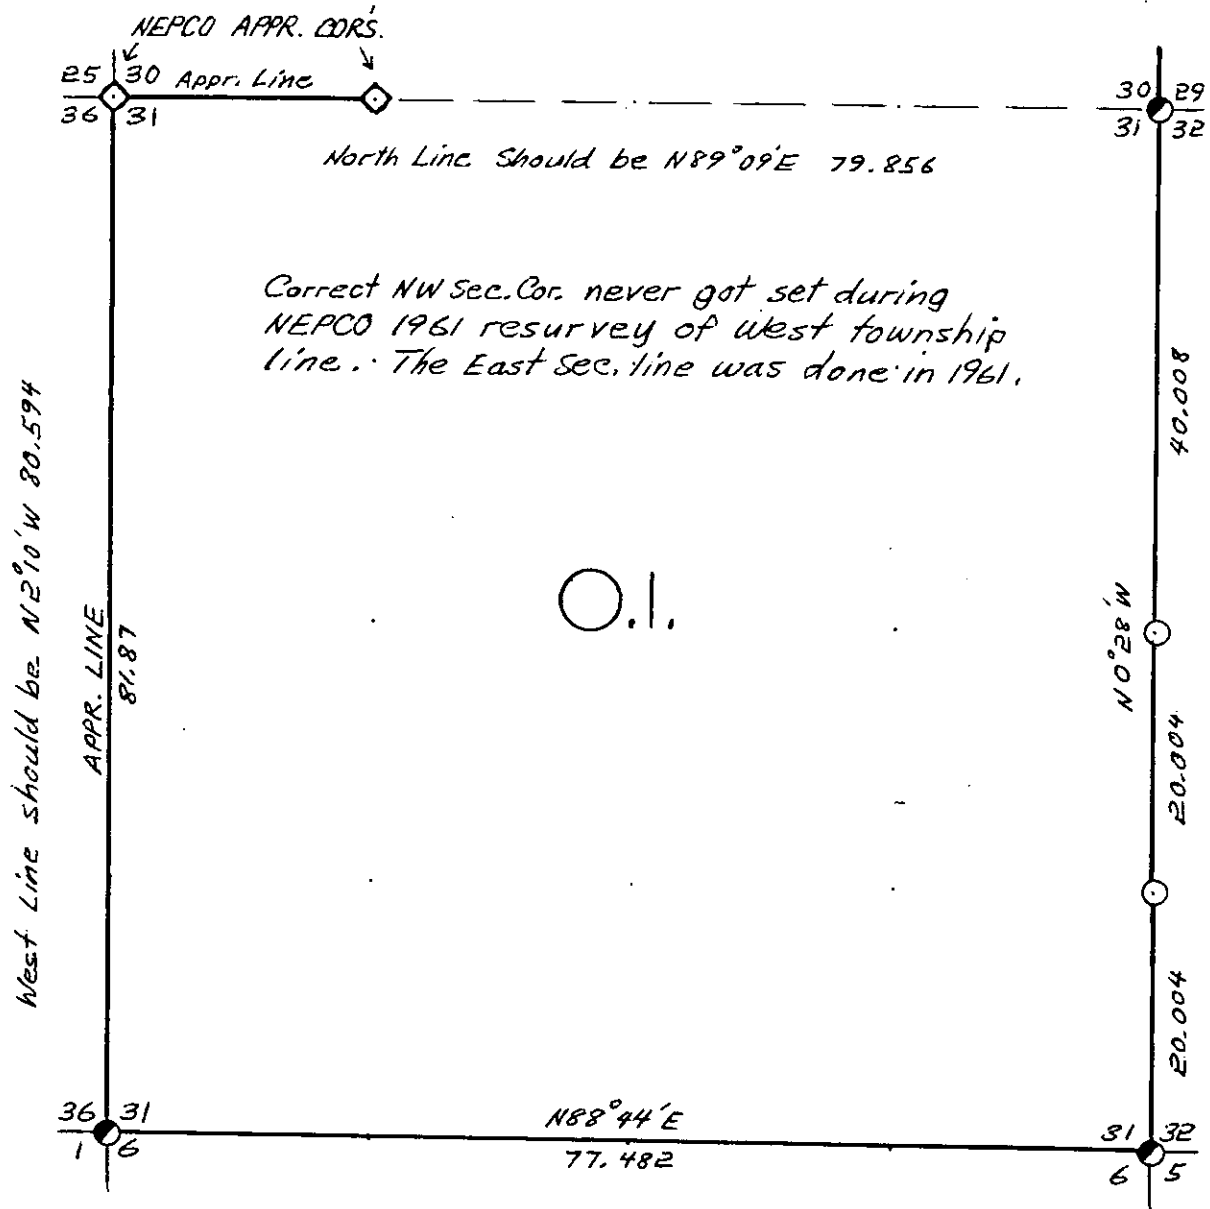 NEPCO APPR. CORS.
25 30 Appr. Line
36 31
30 29
31 32
North Line Should be N89°09'E 79.856
Correct NW Sec. Cor. never got set during
NEPCO 1961 resurvey of West township
line. The East Sec. line was done in 1961.
40.008
West Line should be N2°10'W 80.594
APPR. LINE
81.87
O.I.
N0°28'W
20.004
20.004
36 31
1 6
N88°44'E
77.482
31 32
6 5